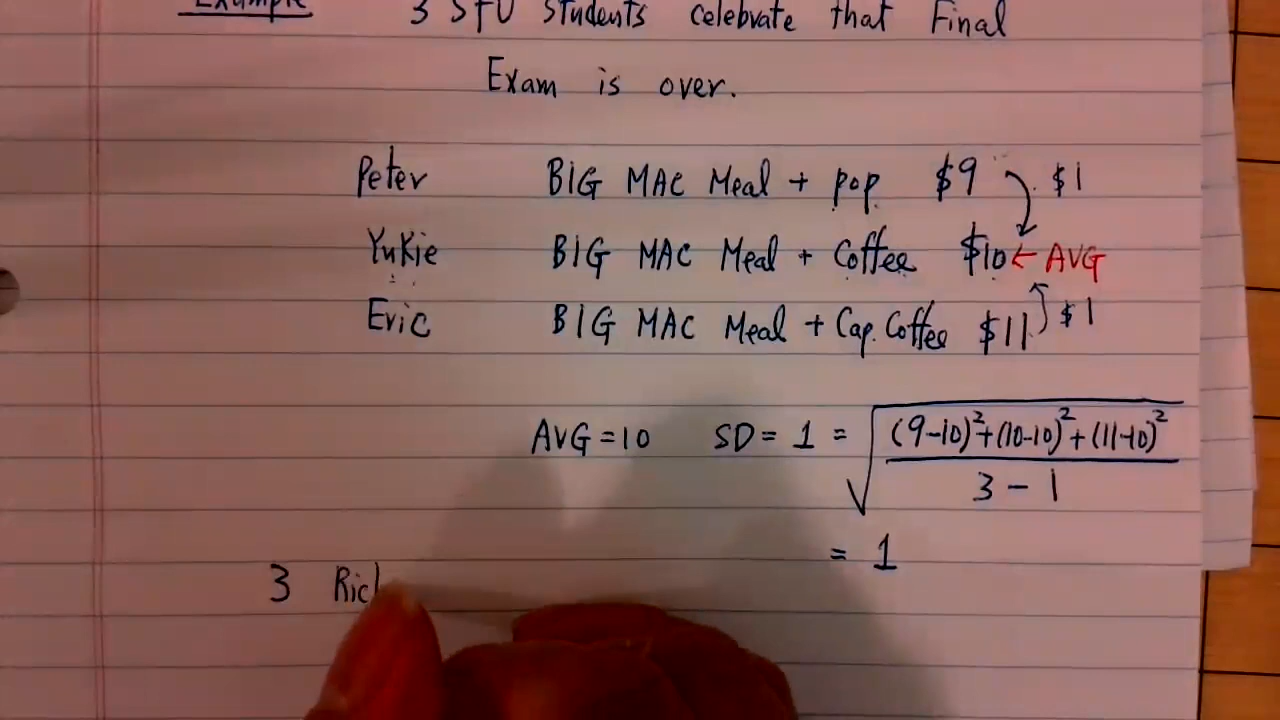 Example 3 SFU Students celebrate that Final
Exam is over.
Peter BIG MAC Meal + pop $9 $1
Yukie BIG MAC Meal + Coffee $10 ← AVG
Eric BIG MAC Meal + Cap. Coffee $11 $1
AVG = 10 SD = 1 = √((9-10)²+(10-10)²+(11-10)²
3 - 1
= 1
3 Rich